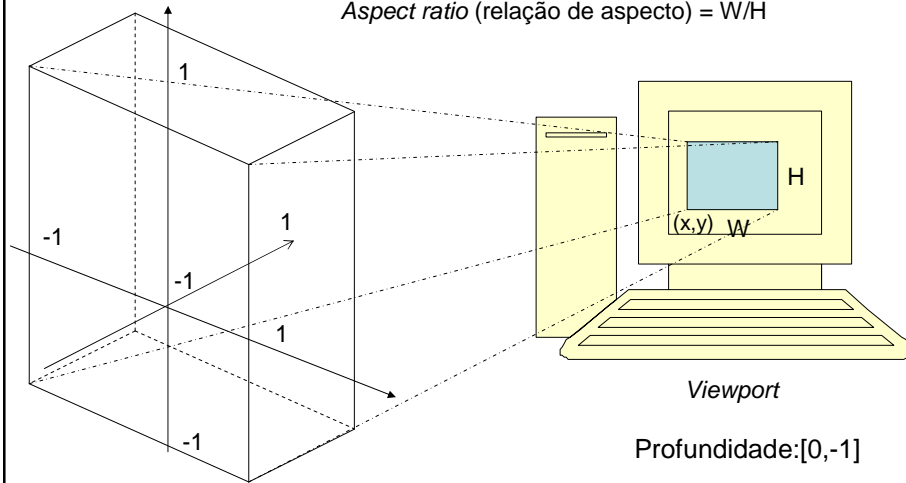 Aspect ratio (relação de aspecto) = W/H
1
1
-1
-1
1
-1
H
(x,y) W
Viewport
Profundidade:[0,-1]